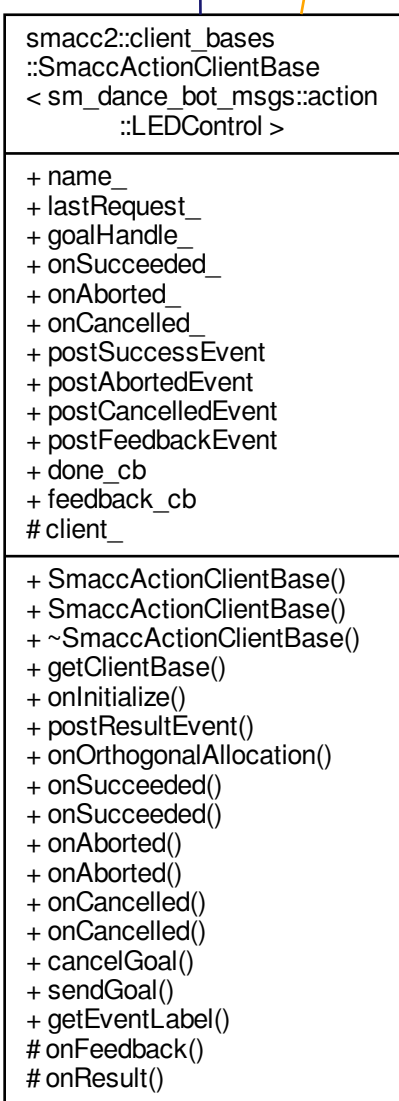 smacc2::client_bases
::SmaccActionClientBase
< sm_dance_bot_msgs::action
::LEDControl >
+ name_
+ lastRequest_
+ goalHandle_
+ onSucceeded_
+ onAborted_
+ onCancelled_
+ postSuccessEvent
+ postAbortedEvent
+ postCancelledEvent
+ postFeedbackEvent
+ done_cb
+ feedback_cb
# client_
+ SmaccActionClientBase()
+ SmaccActionClientBase()
+ ~SmaccActionClientBase()
+ getClientBase()
+ onInitialize()
+ postResultEvent()
+ onOrthogonalAllocation()
+ onSucceeded()
+ onSucceeded()
+ onAborted()
+ onAborted()
+ onCancelled()
+ onCancelled()
+ cancelGoal()
+ sendGoal()
+ getEventLabel()
# onFeedback()
# onResult()